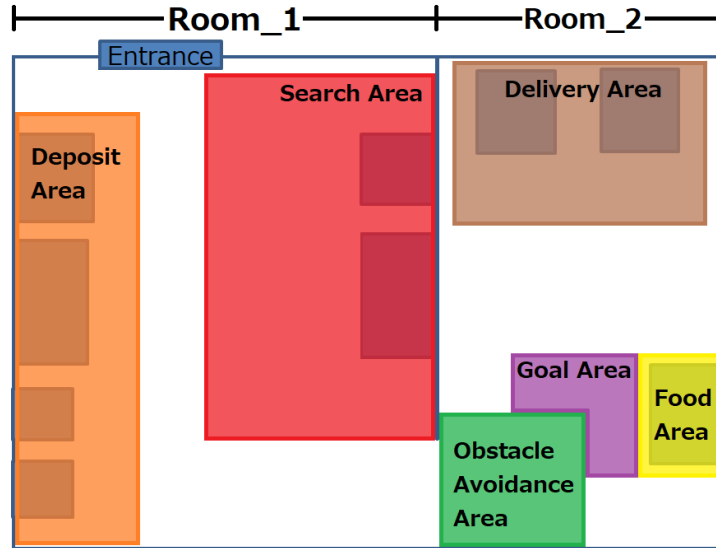 Room_1
Room_2
Entrance
Search Area
Delivery Area
Deposit
Area
Goal Area
Food
Area
Obstacle
Avoidance
Area